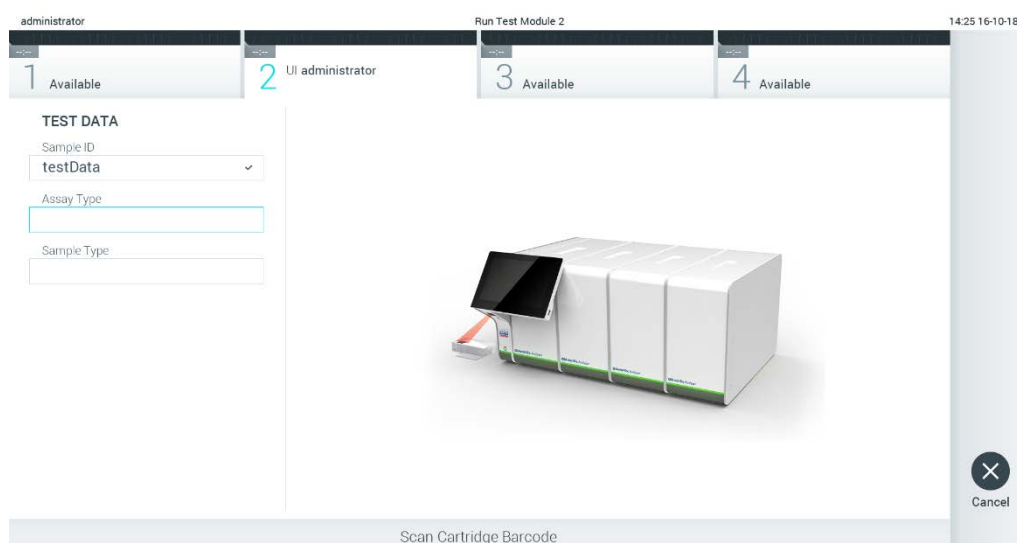 administrator Run Test Module 2 14:25 16-10-18
--:-- --:-- --:-- --:--
1 Available 2 UI administrator 3 Available 4 Available
TEST DATA
Sample ID
testData
Assay Type
Sample Type
Cancel
Scan Cartridge Barcode